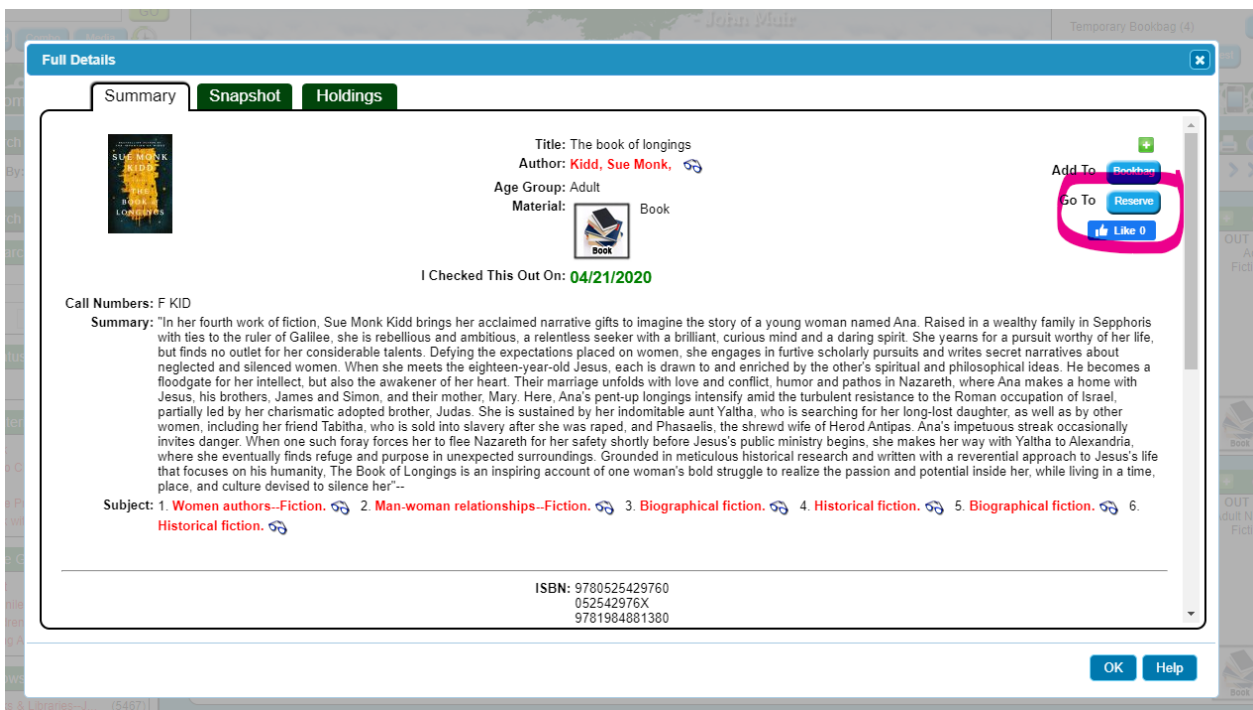 GO
John Muir
Temporary Bookbag (4)
Full Details
Summary Snapshot Holdings
SUE MONK
KIDD
THE
BOOK of
LONGINGS
Title: The book of longings
Author: Kidd, Sue Monk,
Age Group: Adult
Material: Book
Book
I Checked This Out On: 04/21/2020
Add To Bookbag
Go To Reserve
Like 0
Call Numbers: F KID
Summary: "In her fourth work of fiction, Sue Monk Kidd brings her acclaimed narrative gifts to imagine the story of a young woman named Ana. Raised in a wealthy family in Sepphoris
with ties to the ruler of Galilee, she is rebellious and ambitious, a relentless seeker with a brilliant, curious mind and a daring spirit. She yearns for a pursuit worthy of her life,
but finds no outlet for her considerable talents. Defying the expectations placed on women, she engages in furtive scholarly pursuits and writes secret narratives about
neglected and silenced women. When she meets the eighteen-year-old Jesus, each is drawn to and enriched by the other's spiritual and philosophical ideas. He becomes a
floodgate for her intellect, but also the awakener of her heart. Their marriage unfolds with love and conflict, humor and pathos in Nazareth, where Ana makes a home with
Jesus, his brothers, James and Simon, and their mother, Mary. Here, Ana's pent-up longings intensify amid the turbulent resistance to the Roman occupation of Israel,
partially led by her charismatic adopted brother, Judas. She is sustained by her indomitable aunt Yaltha, who is searching for her long-lost daughter, as well as by other
women, including her friend Tabitha, who is sold into slavery after she was raped, and Phasaelis, the shrewd wife of Herod Antipas. Ana's impetuous streak occasionally
invites danger. When one such foray forces her to flee Nazareth for her safety shortly before Jesus's public ministry begins, she makes her way with Yaltha to Alexandria,
where she eventually finds refuge and purpose in unexpected surroundings. Grounded in meticulous historical research and written with a reverential approach to Jesus's life
that focuses on his humanity, The Book of Longings is an inspiring account of one woman's bold struggle to realize the passion and potential inside her, while living in a time,
place, and culture devised to silence her"--
Subject: 1. Women authors--Fiction. 2. Man-woman relationships--Fiction. 3. Biographical fiction. 4. Historical fiction. 5. Biographical fiction. 6.
Historical fiction.
ISBN: 9780525429760
052542976X
9781984881380
OK Help
OUT
Book
OUT
Book
(5467)